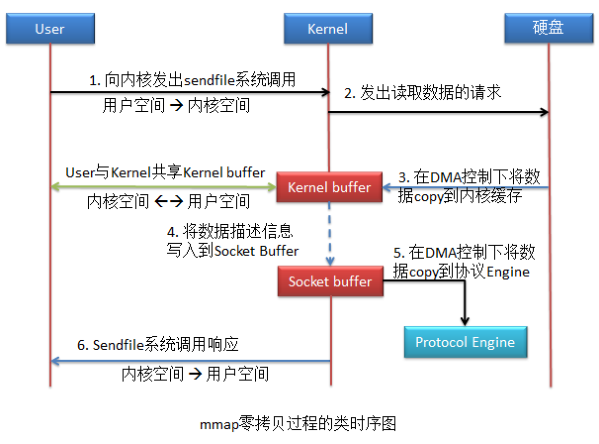 User
Kernel
硬盘
1. 向内核发出sendfile系统调用
用户空间 → 内核空间
2. 发出读取数据的请求
User与Kernel共享Kernel buffer
内核空间 ←→ 用户空间
Kernel buffer
3. 在DMA控制下将数
据copy到内核缓存
4. 将数据描述信息
写入到Socket Buffer
5. 在DMA控制下将数
据copy到协议Engine
Socket buffer
Protocol Engine
6. Sendfile系统调用响应
内核空间 → 用户空间
mmap零拷贝过程的类时序图